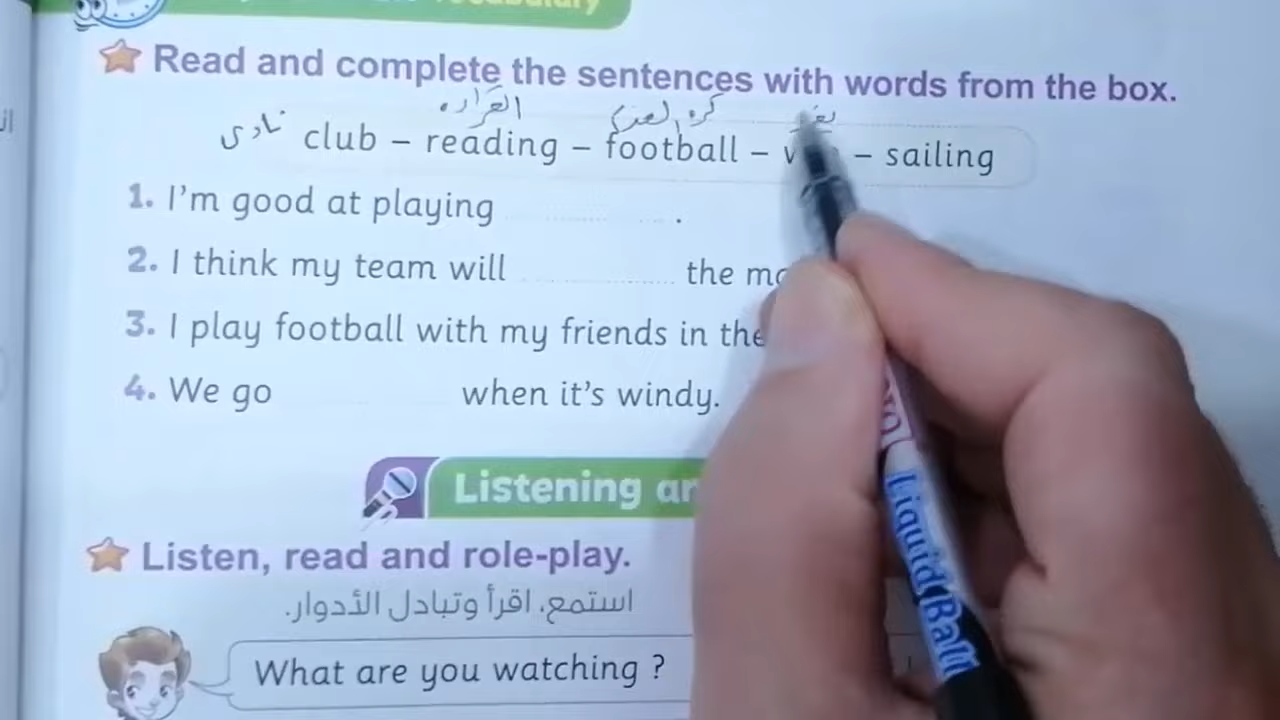 Read and complete the sentences with words from the box.
نادى القراءه كره القدم
club – reading – football – – sailing
1. I'm good at playing .
2. I think my team will the
3. I play football with my friends in the
4. We go when it's windy.
Listening
Listen, read and role-play.
استمع، اقرأ وتبادل الأدوار.
What are you watching ?
Liquid Ball